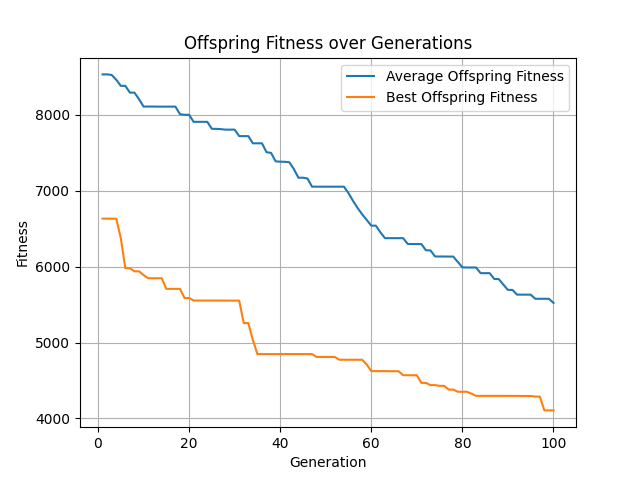 Offspring Fitness over Generations
Average Offspring Fitness
Best Offspring Fitness
8000
7000
6000
5000
4000
Fitness
0 20 40 60 80 100
Generation